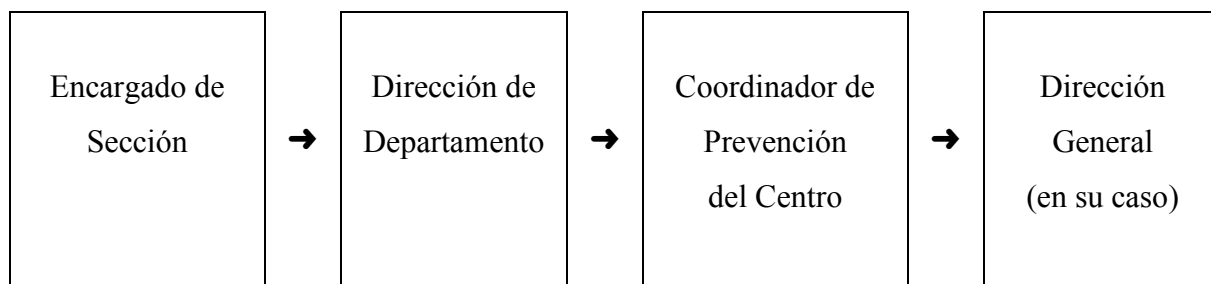 Encargado de
Sección
➜
Dirección de
Departamento
➜
Coordinador de
Prevención
del Centro
➜
Dirección
General
(en su caso)